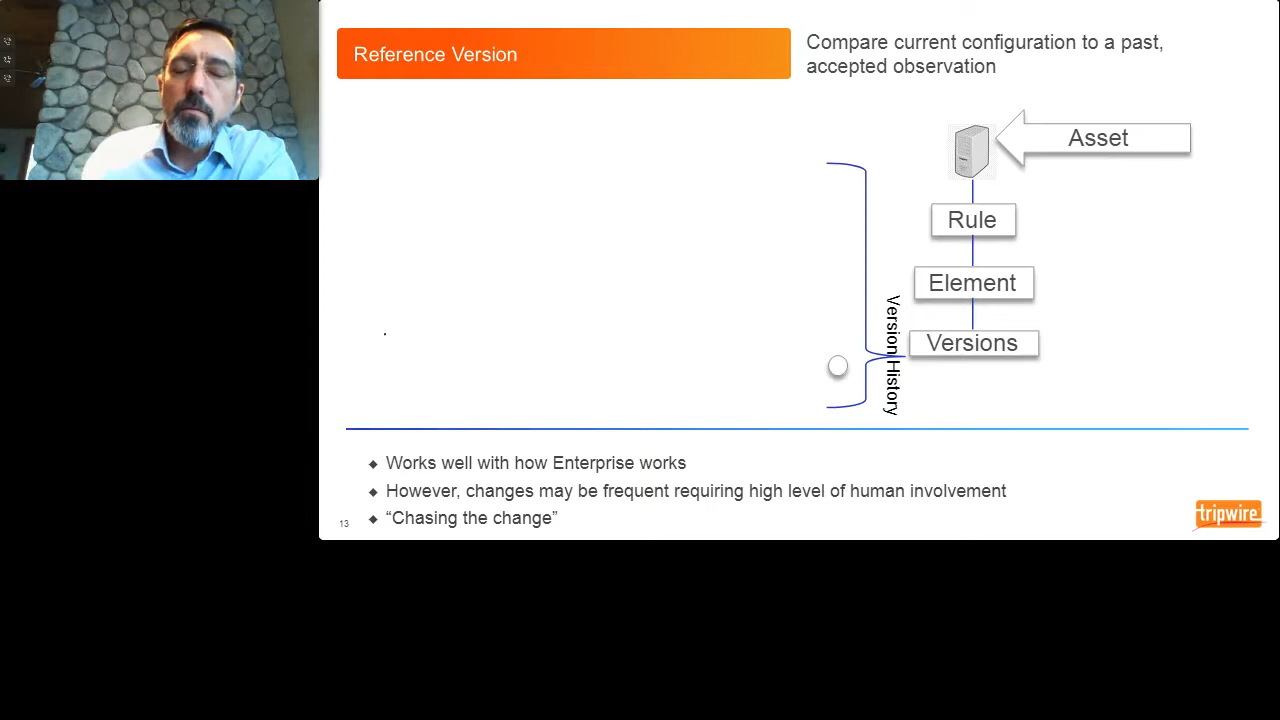 Reference Version
Compare current configuration to a past,
accepted observation
Asset
Rule
Element
Versions
Version History
Works well with how Enterprise works
However, changes may be frequent requiring high level of human involvement
“Chasing the change”
13
tripwire